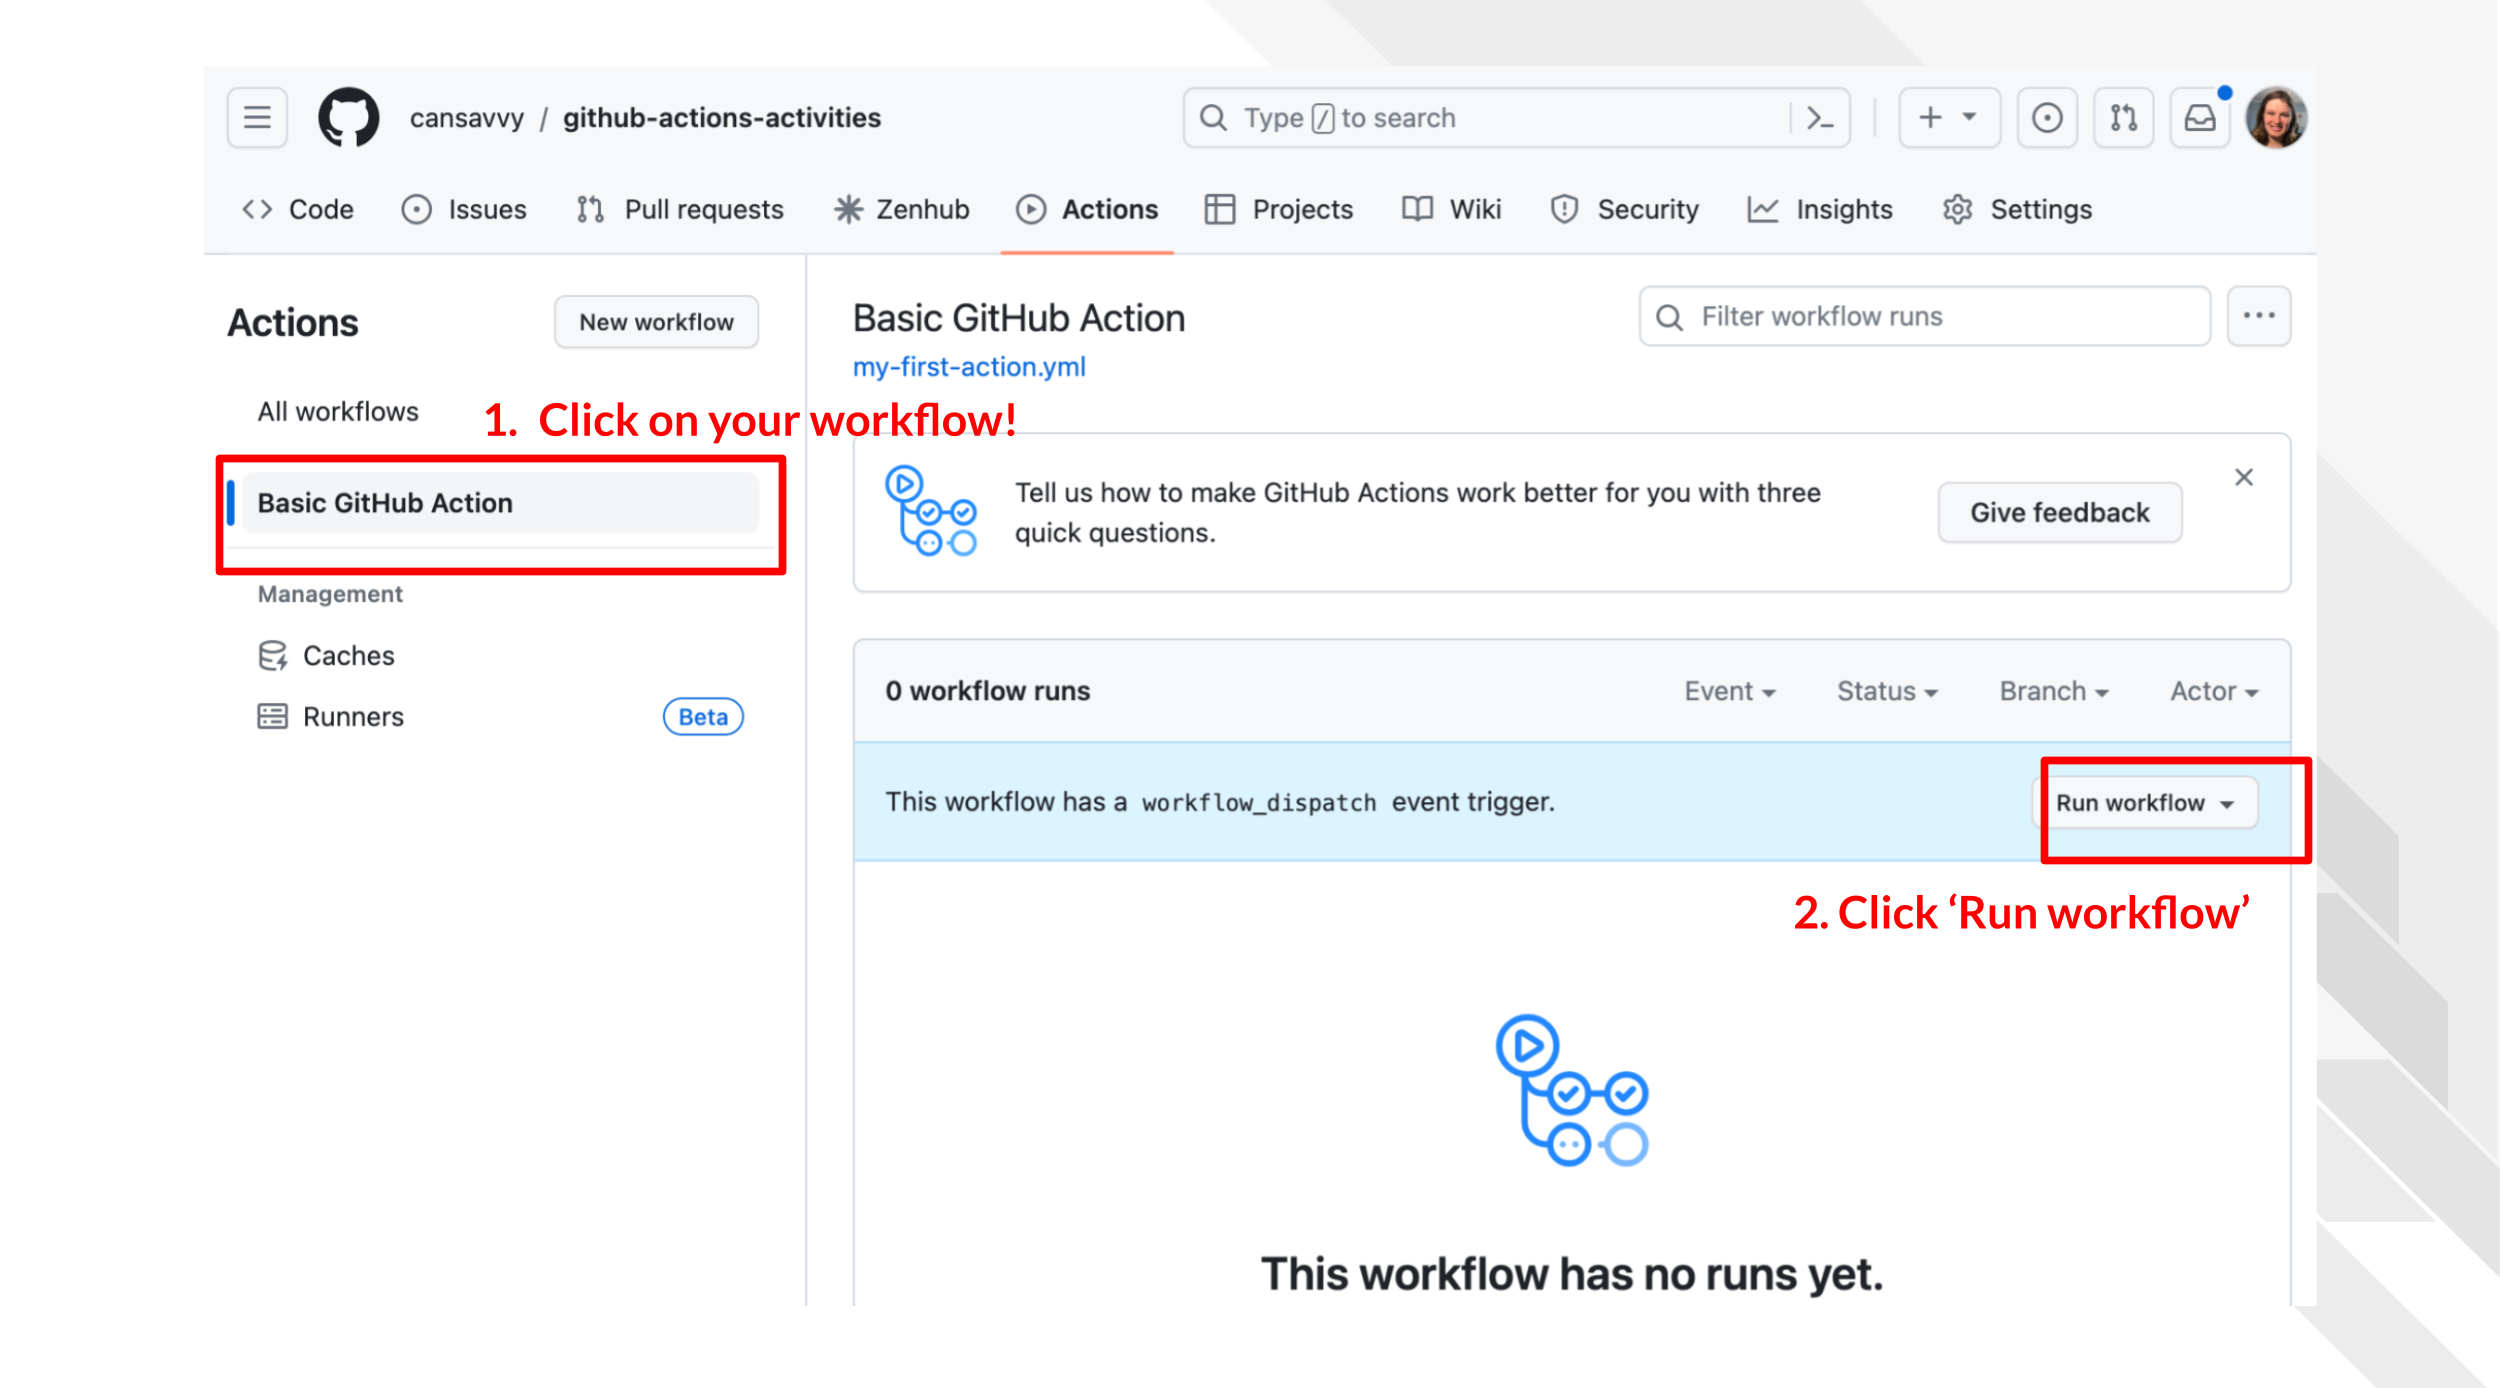 cansavvy / github-actions-activities
Type / to search
Code Issues Pull requests Zenhub Actions Projects Wiki Security Insights Settings
Actions
New workflow
All workflows
1. Click on your workflow!
Basic GitHub Action
Management
Caches
Runners
Beta
Basic GitHub Action
my-first-action.yml
Filter workflow runs
Tell us how to make GitHub Actions work better for you with three
quick questions.
Give feedback
0 workflow runs
Event Status Branch Actor
This workflow has a workflow_dispatch event trigger.
Run workflow
2. Click ‘Run workflow’
This workflow has no runs yet.